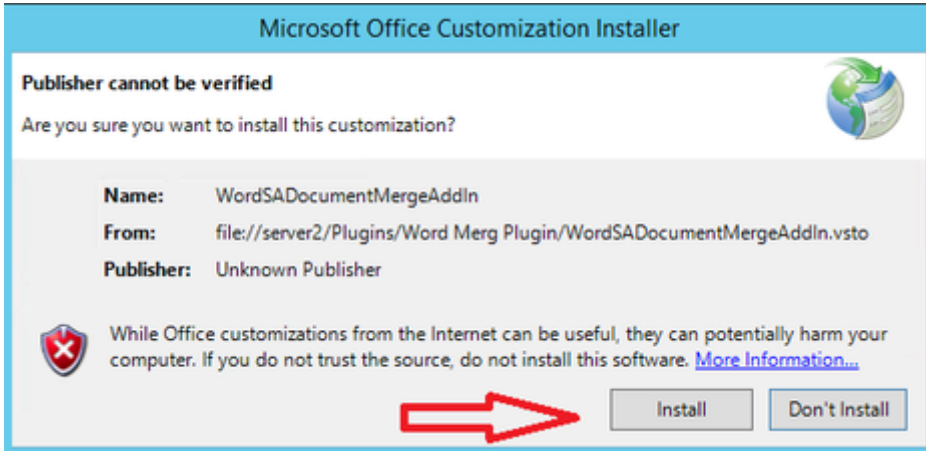 Microsoft Office Customization Installer
Publisher cannot be verified
Are you sure you want to install this customization?
Name: WordSADocumentMergeAddIn
From: file://server2/Plugins/Word Merg Plugin/WordSADocumentMergeAddIn.vsto
Publisher: Unknown Publisher
While Office customizations from the Internet can be useful, they can potentially harm your
computer. If you do not trust the source, do not install this software. More Information...
Install Don't Install